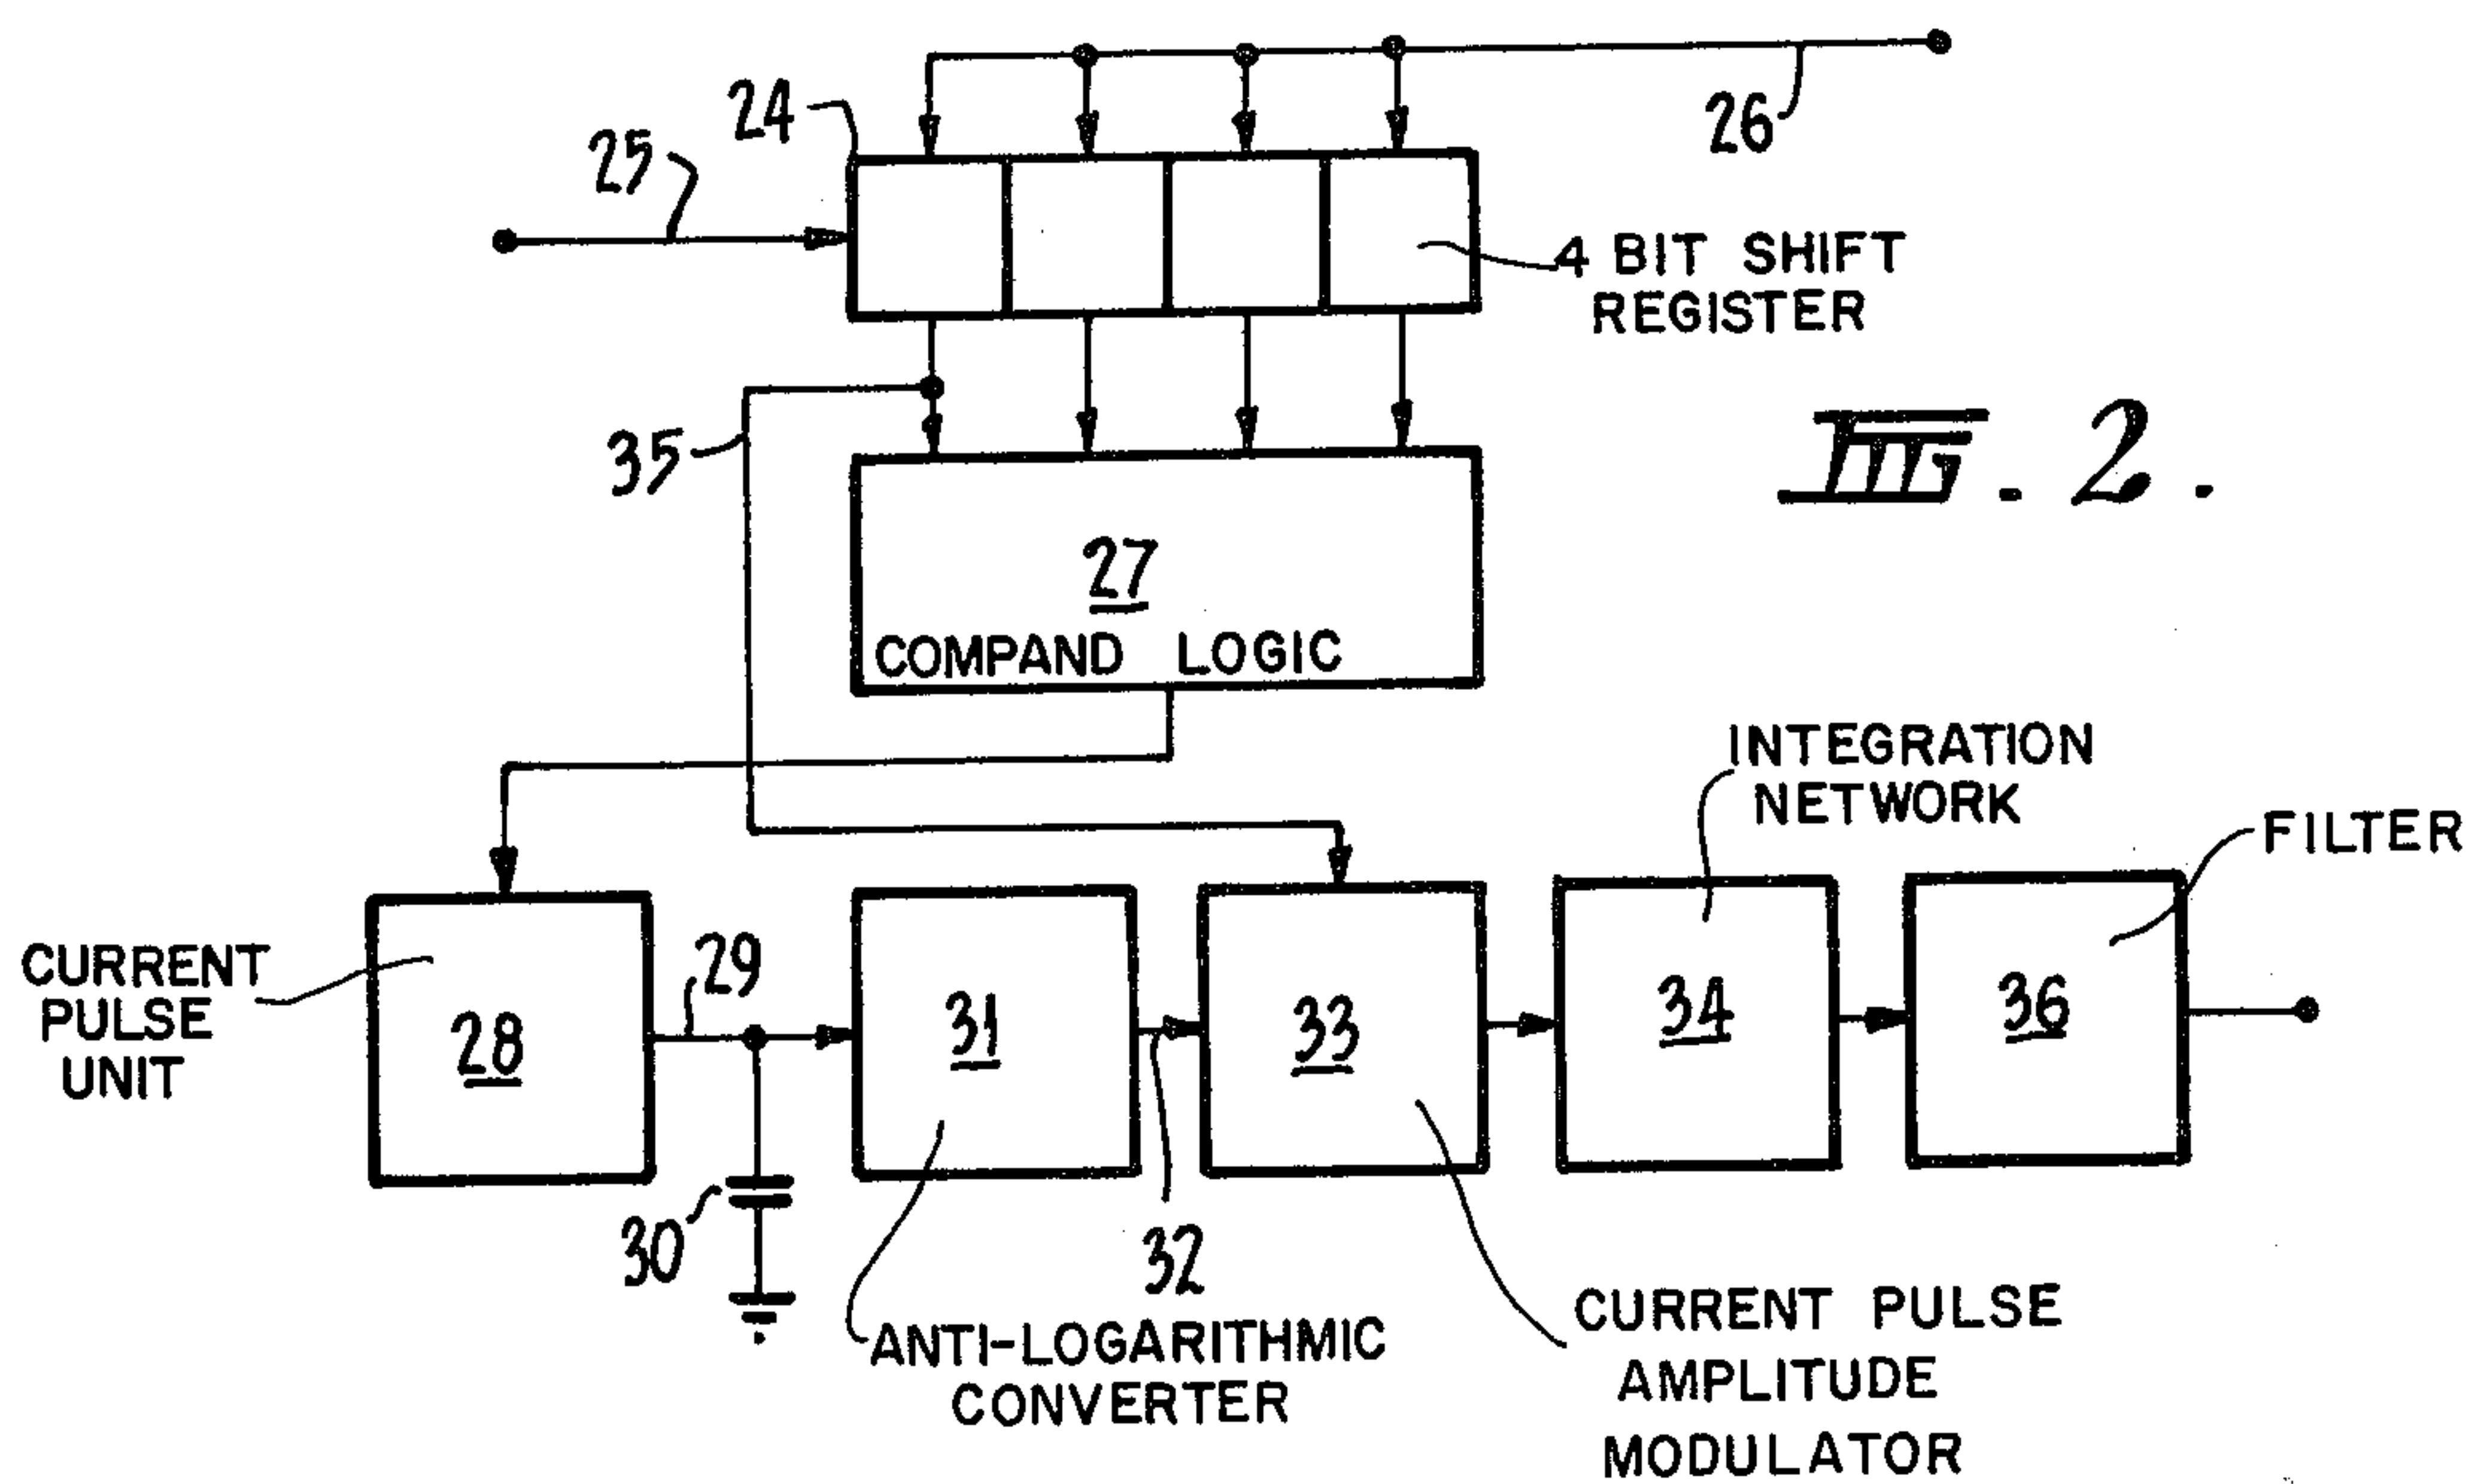 24
25
26
4 BIT SHIFT
REGISTER
35
FIG. 2.
27
COMPAND LOGIC
INTEGRATION
NETWORK
FILTER
CURRENT
PULSE
UNIT
28
29
31
33
34
36
30
32
ANTI-LOGARITHMIC
CONVERTER
CURRENT PULSE
AMPLITUDE
MODULATOR